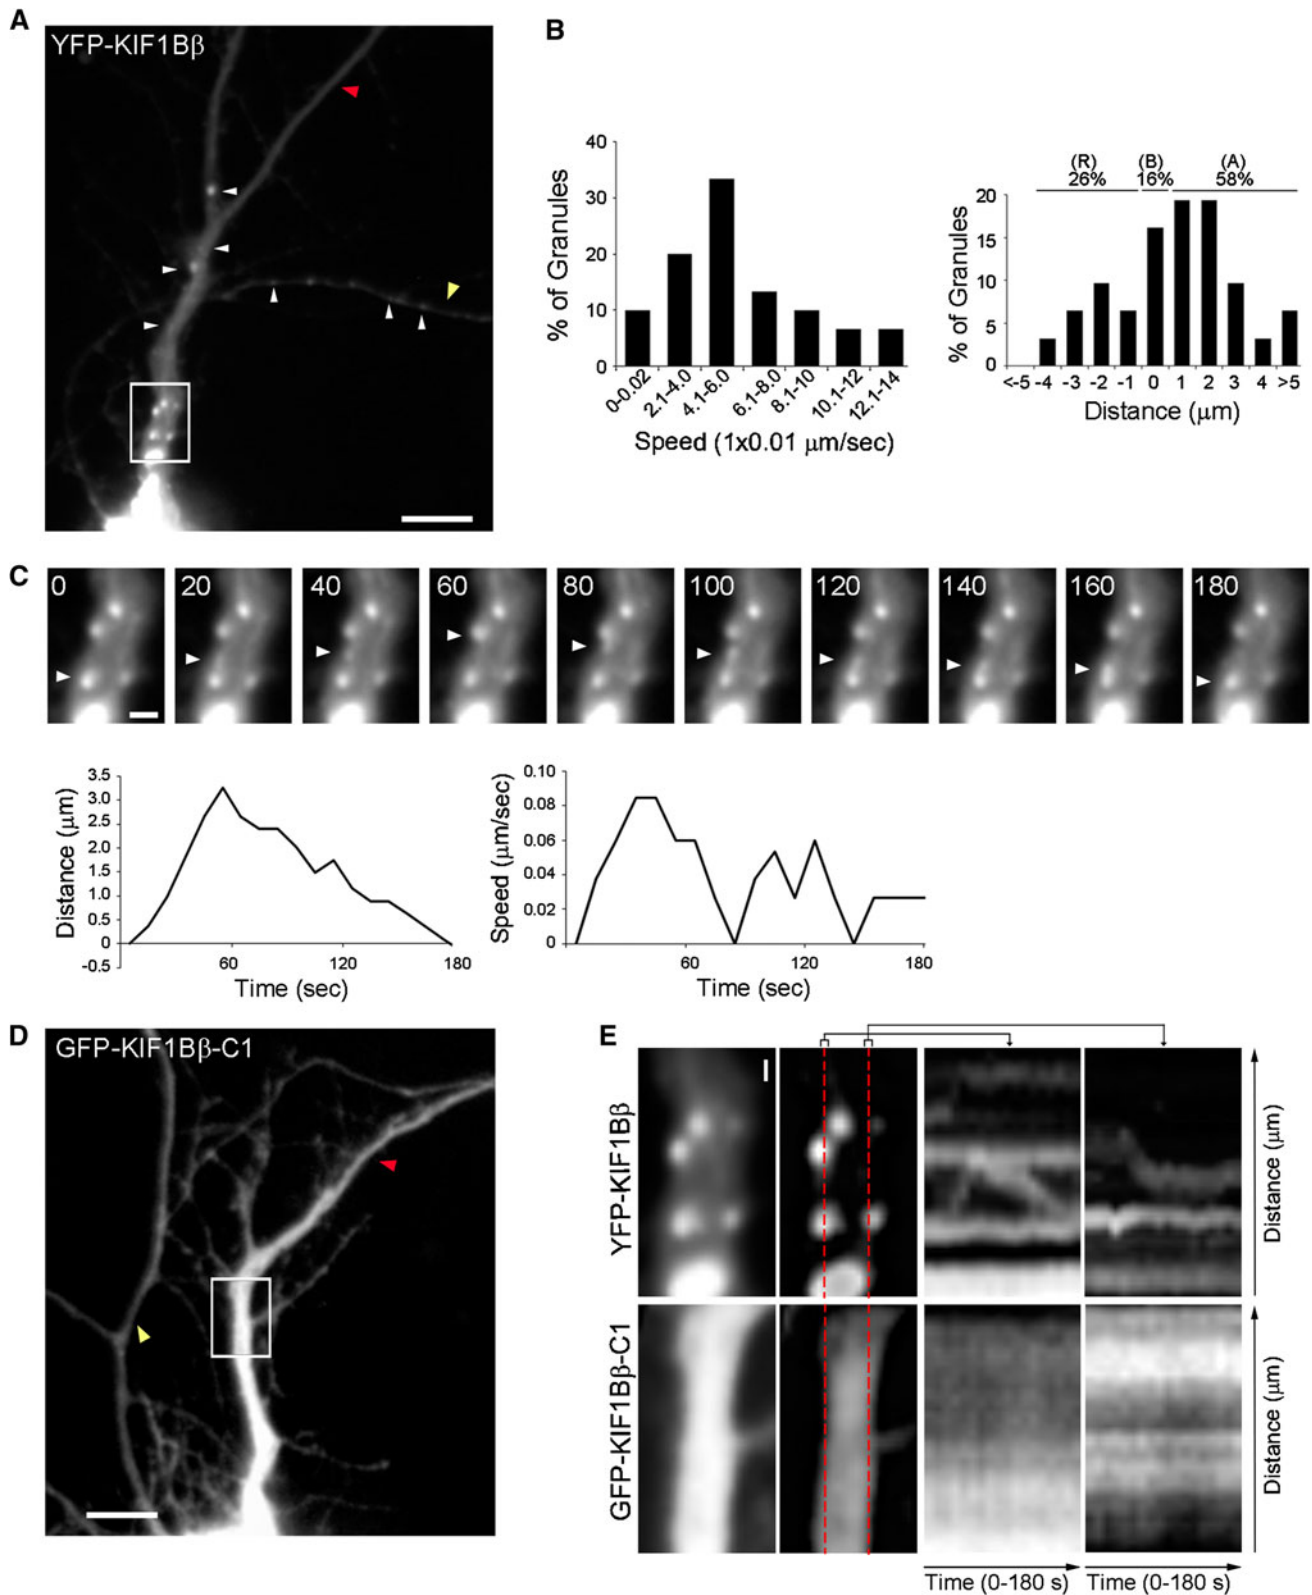 A
YFP-KIF1Bβ
B
40
30
20
10
0
% of Granules
0-0.02
2.1-4.0
4.1-6.0
6.1-8.0
8.1-10
10.1-12
12.1-14
Speed (1x0.01 μm/sec)
(R) (B) (A)
26% 16% 58%
20
15
10
5
0
% of Granules
<-5 -4 -3 -2 -1 0 1 2 3 4 >5
Distance (μm)
C
0 20 40 60 80 100 120 140 160 180
3.5
3.0
2.5
2.0
1.5
1.0
0.5
0
-0.5
Distance (μm)
60 120 180
Time (sec)
0.10
0.08
0.06
0.04
0.02
0
Speed (μm/sec)
60 120 180
Time (sec)
D
GFP-KIF1Bβ-C1
E
YFP-KIF1Bβ
Distance (μm)
GFP-KIF1Bβ-C1
Distance (μm)
Time (0-180 s) Time (0-180 s)